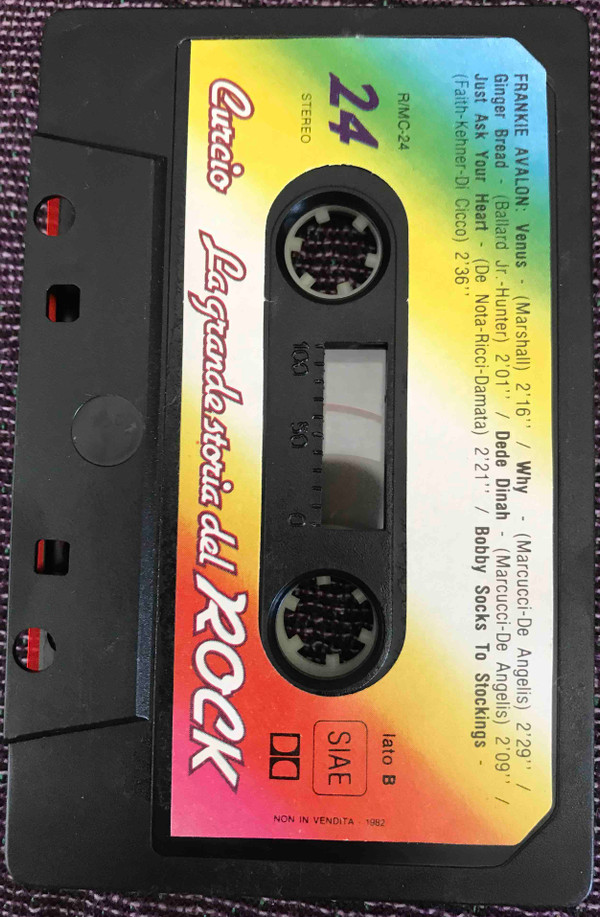 FRANKIE AVALON: Venus - (Marshall) 2'16'' / Why - (Marcucci-De Angelis) 2'29'' /
Ginger Bread - (Ballard Jr.-Hunter) 2'01'' / Dede Dinah - (Marcucci-De Angelis) 2'09'' /
Just Ask Your Heart - (De Nota-Ricci-Damata) 2'21'' / Bobby Socks To Stockings -
(Faith-Kehner-Di Cicco) 2'36''
R/MC-24
24
STEREO
100 50 0
lato B
SIAE
NON IN VENDITA - 1982
Curcio La grande storia del ROCK